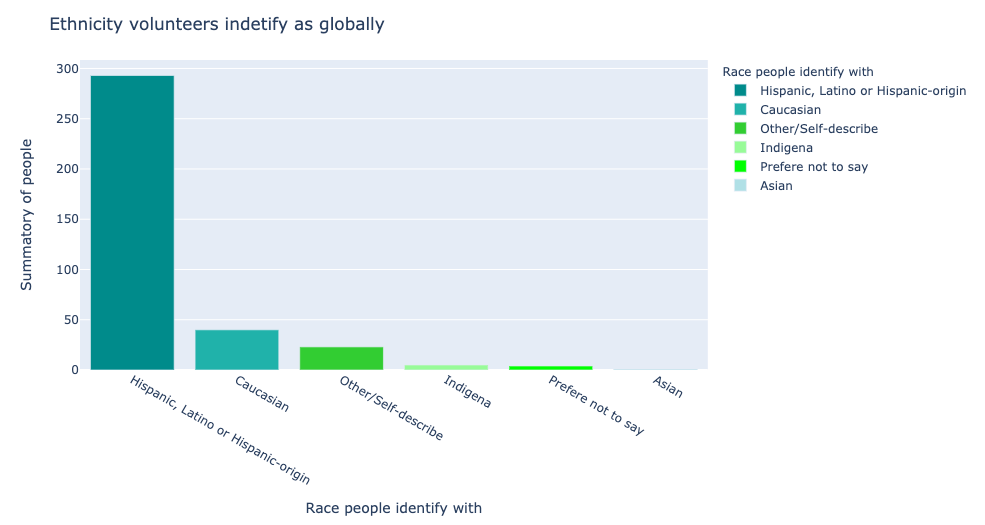 Ethnicity volunteers indetify as globally
Summatory of people
300
250
200
150
100
50
0
Hispanic, Latino or Hispanic-origin
Caucasian
Other/Self-describe
Indigena
Prefere not to say
Asian
Race people identify with
Race people identify with
Hispanic, Latino or Hispanic-origin
Caucasian
Other/Self-describe
Indigena
Prefere not to say
Asian